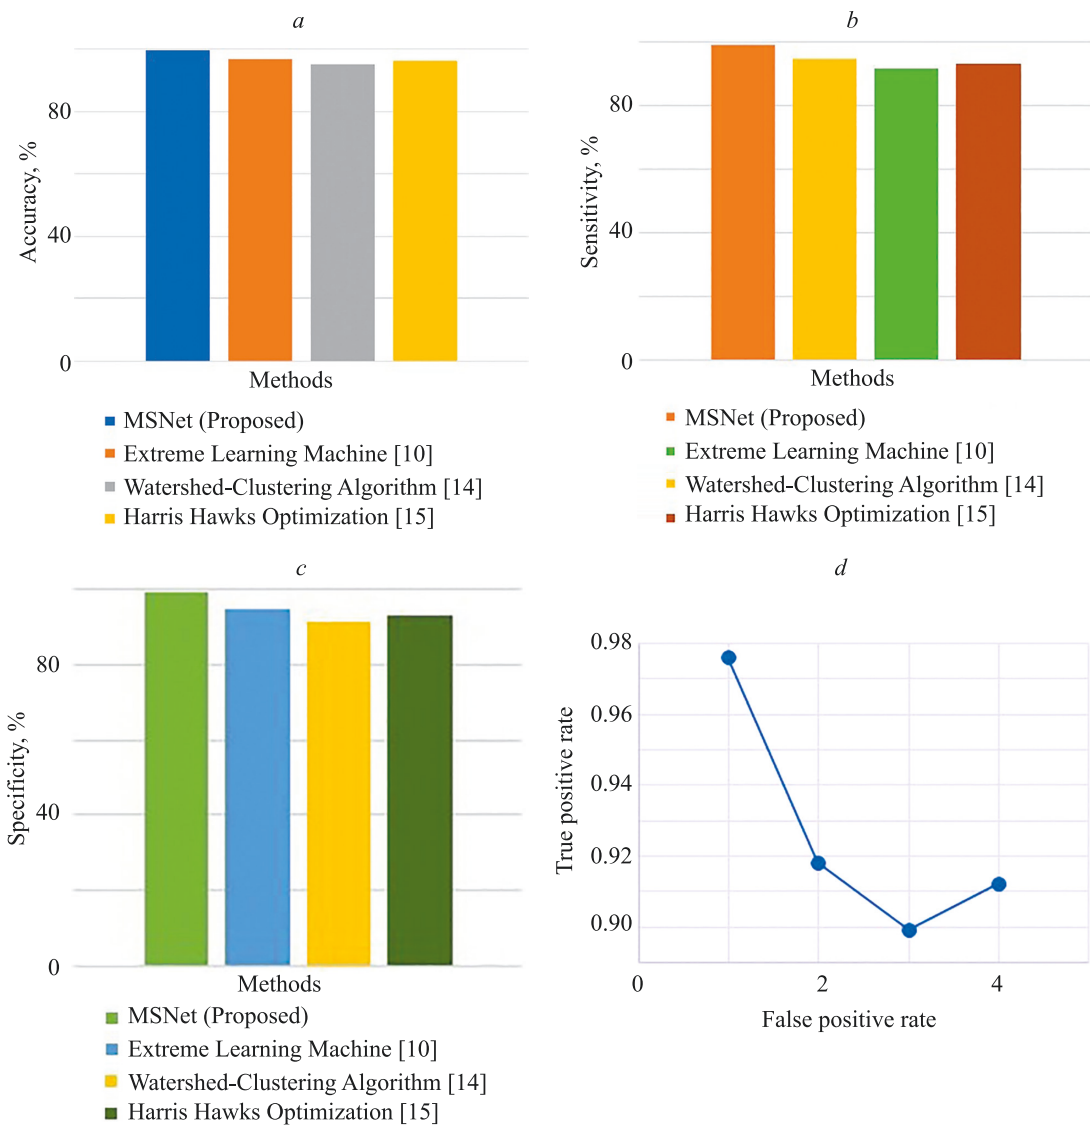 a
80
40
0
Accuracy, %
Methods
MSNet (Proposed)
Extreme Learning Machine [10]
Watershed-Clustering Algorithm [14]
Harris Hawks Optimization [15]
b
80
40
0
Sensitivity, %
Methods
MSNet (Proposed)
Extreme Learning Machine [10]
Watershed-Clustering Algorithm [14]
Harris Hawks Optimization [15]
c
80
40
0
Specificity, %
Methods
MSNet (Proposed)
Extreme Learning Machine [10]
Watershed-Clustering Algorithm [14]
Harris Hawks Optimization [15]
d
0.98
0.96
0.94
0.92
0.90
True positive rate
0 2 4
False positive rate